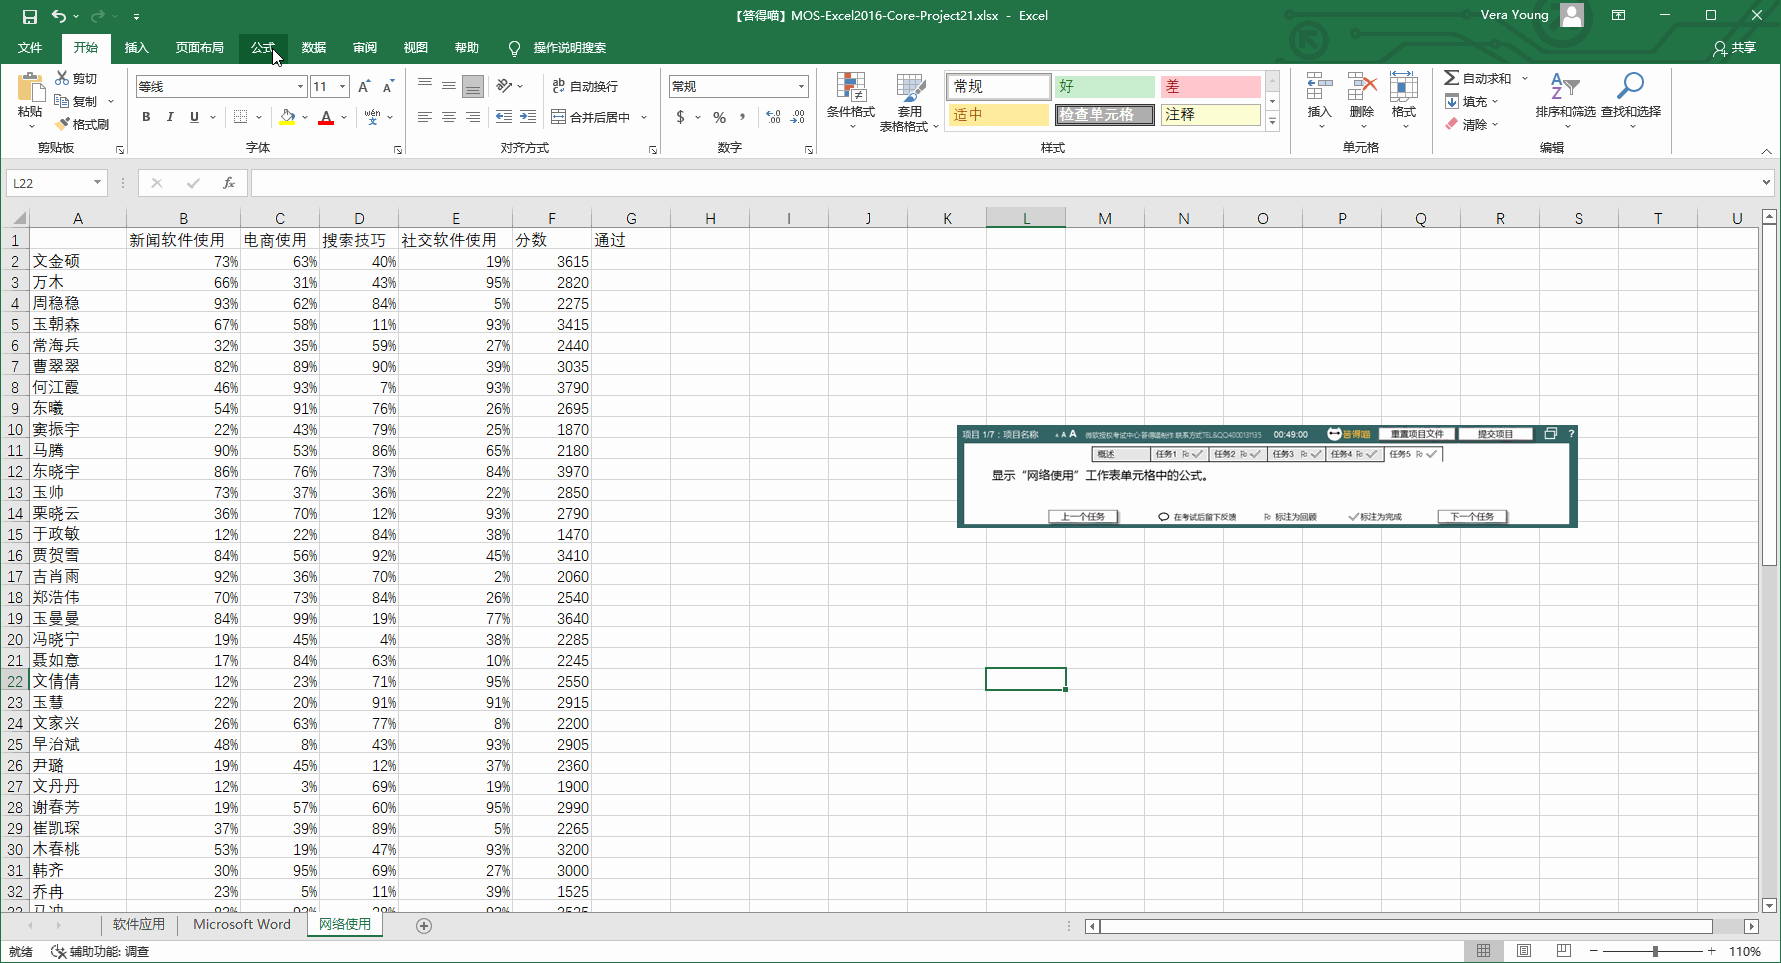 【答得喵】MOS-Excel2016-Core-Project21.xlsx - Excel
Vera Young
文件 开始 插入 页面布局 公式 数据 审阅 视图 帮助 操作说明搜索 共享
粘贴 剪切 复制 格式刷
等线 11
B I U A wén 文
自动换行
合并后居中
常规
$ %
条件格式 套用表格格式
常规 好 差
适中 检查单元格 注释
插入 删除 格式
自动求和
填充
清除
排序和筛选 查找和选择
剪贴板 字体 对齐方式 数字 样式 单元格 编辑
L22 fx
A B C D E F G H I J K L M N O P Q R S T U
1 新闻软件使用 电商使用 搜索技巧 社交软件使用 分数 通过
2 文金硕 73% 63% 40% 19% 3615
3 万木 66% 31% 43% 95% 2820
4 周稳稳 93% 62% 84% 5% 2275
5 玉朝森 67% 58% 11% 93% 3415
6 常海兵 32% 35% 59% 27% 2440
7 曹翠翠 82% 89% 90% 39% 3035
8 何江霞 46% 93% 7% 93% 3790
9 东曦 54% 91% 76% 26% 2695
10 窦振宇 22% 43% 79% 25% 1870
11 马腾 90% 53% 86% 65% 2180
12 东晓宇 86% 76% 73% 84% 3970
13 玉帅 73% 37% 36% 22% 2850
14 栗晓云 36% 70% 12% 93% 2790
15 于政敏 12% 22% 84% 38% 1470
16 贾贺雪 84% 56% 92% 45% 3410
17 吉肖雨 92% 36% 70% 2% 2060
18 郑浩伟 70% 73% 84% 26% 2540
19 玉曼曼 84% 99% 19% 77% 3640
20 冯晓宁 19% 45% 4% 38% 2285
21 聂如意 17% 84% 63% 10% 2245
22 文倩倩 12% 23% 71% 95% 2550
23 玉慧 22% 20% 91% 91% 2915
24 文家兴 26% 63% 77% 8% 2200
25 早治斌 48% 8% 43% 93% 2905
26 尹璐 19% 45% 12% 37% 2360
27 文丹丹 12% 3% 69% 19% 1900
28 谢春芳 19% 57% 60% 95% 2990
29 崔凯琛 37% 39% 89% 5% 2265
30 木春桃 53% 19% 47% 93% 3200
31 韩齐 30% 95% 69% 27% 3000
32 乔冉 23% 5% 11% 39% 1525
项目 1/7：项目名称 A A A 微软授权考试中心 答得喵制作 联系方式TEL&QQ4000131135 00:49:00 答得喵 重置项目文件 提交项目 ?
概述 任务1 任务2 任务3 任务4 任务5
显示“网络使用”工作表单元格中的公式。
上一个任务 在考试后留下反馈 标注为回顾 标注为完成 下一个任务
软件应用 Microsoft Word 网络使用
就绪 辅助功能: 调查 110%